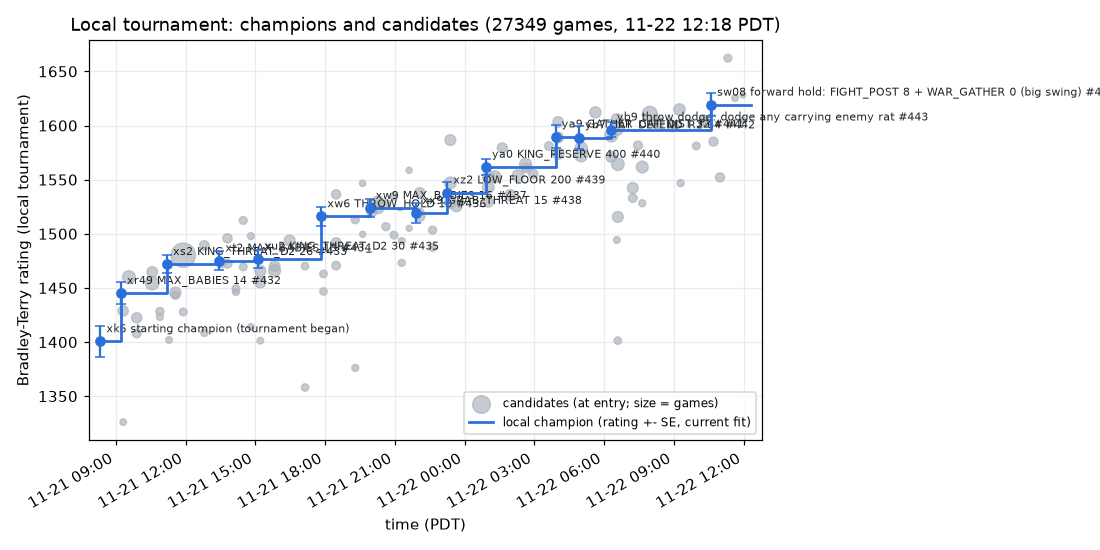 Local tournament: champions and candidates (27349 games, 11-22 12:18 PDT)
Bradley-Terry rating (local tournament)
1650
1600
1550
1500
1450
1400
1350
sw08 forward hold: FIGHT_POST 8 + WAR_GATHER 0 (big swing) #4
dodge any carrying enemy rat #443
ya0 KING_RESERVE 400 #440
xz2 LOW_FLOOR 200 #439
THREAT 15 #438
xw9 MAX_BABIES
xw6 THROW_HOLD
KING_THREAT_D2 30 #435
xs2 KING_THREAT_D2
xr49 MAX_BABIES 14 #432
xk5 starting champion (tournament began)
candidates (at entry; size = games)
local champion (rating +- SE, current fit)
11-21 09:00
11-21 12:00
11-21 15:00
11-21 18:00
11-21 21:00
11-22 00:00
11-22 03:00
11-22 06:00
11-22 09:00
11-22 12:00
time (PDT)